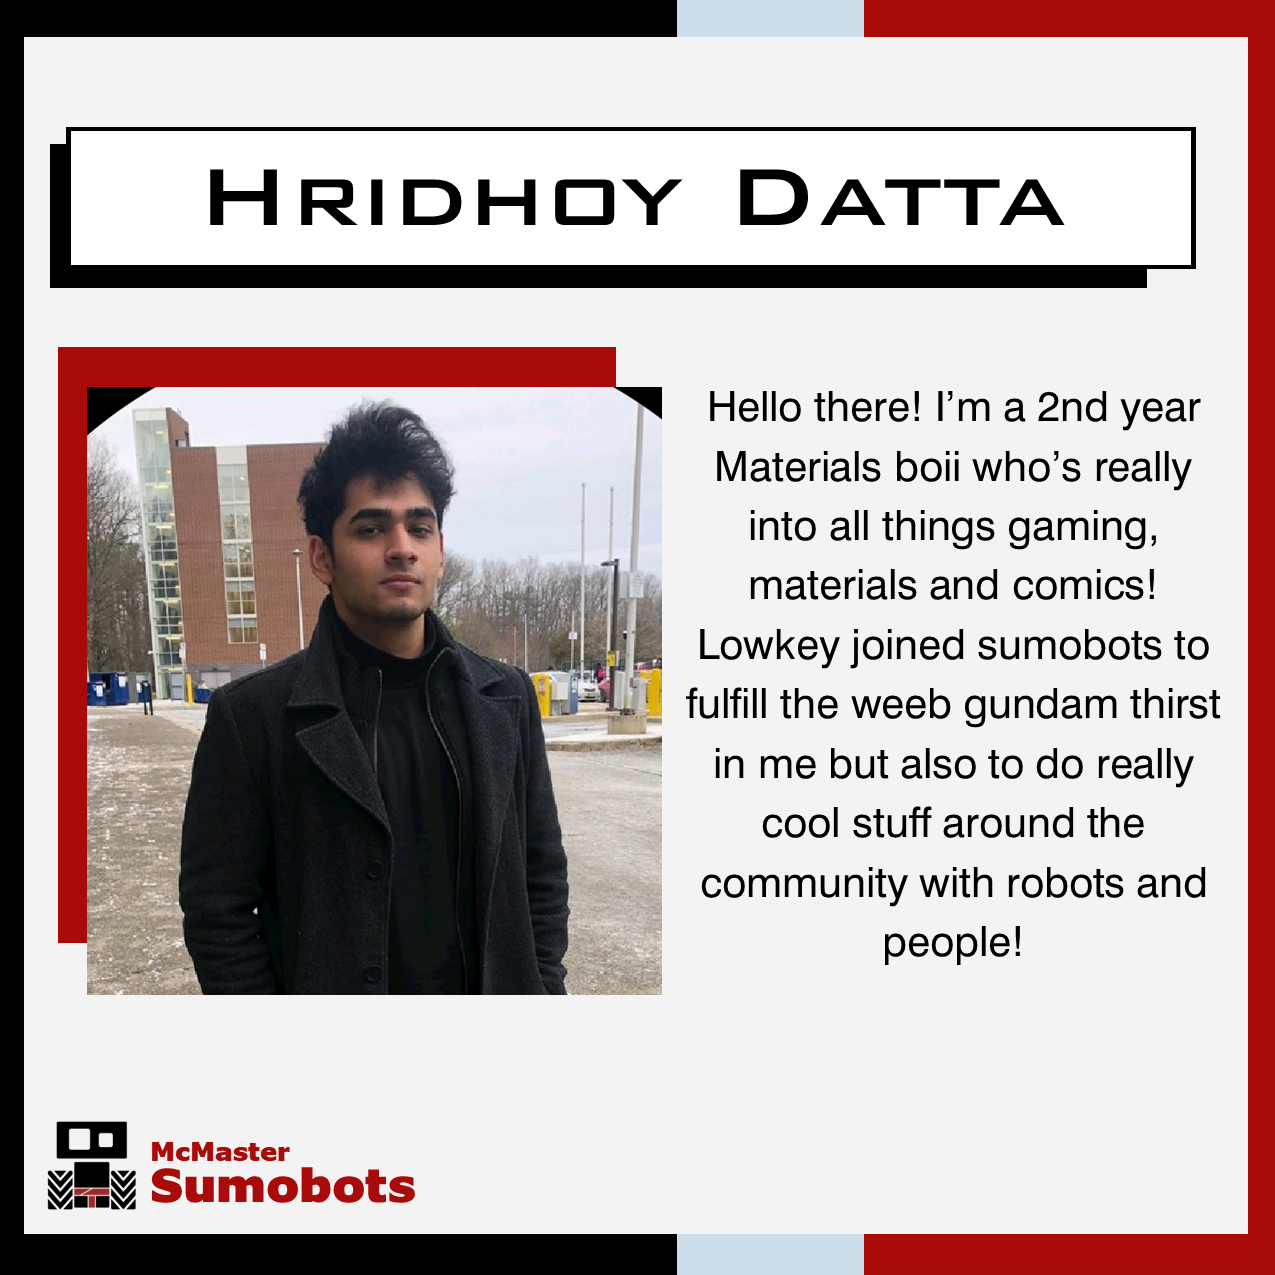 Hridhoy Datta
Hello there! I’m a 2nd year
Materials boii who’s really
into all things gaming,
materials and comics!
Lowkey joined sumobots to
fulfill the weeb gundam thirst
in me but also to do really
cool stuff around the
community with robots and
people!
McMaster
Sumobots